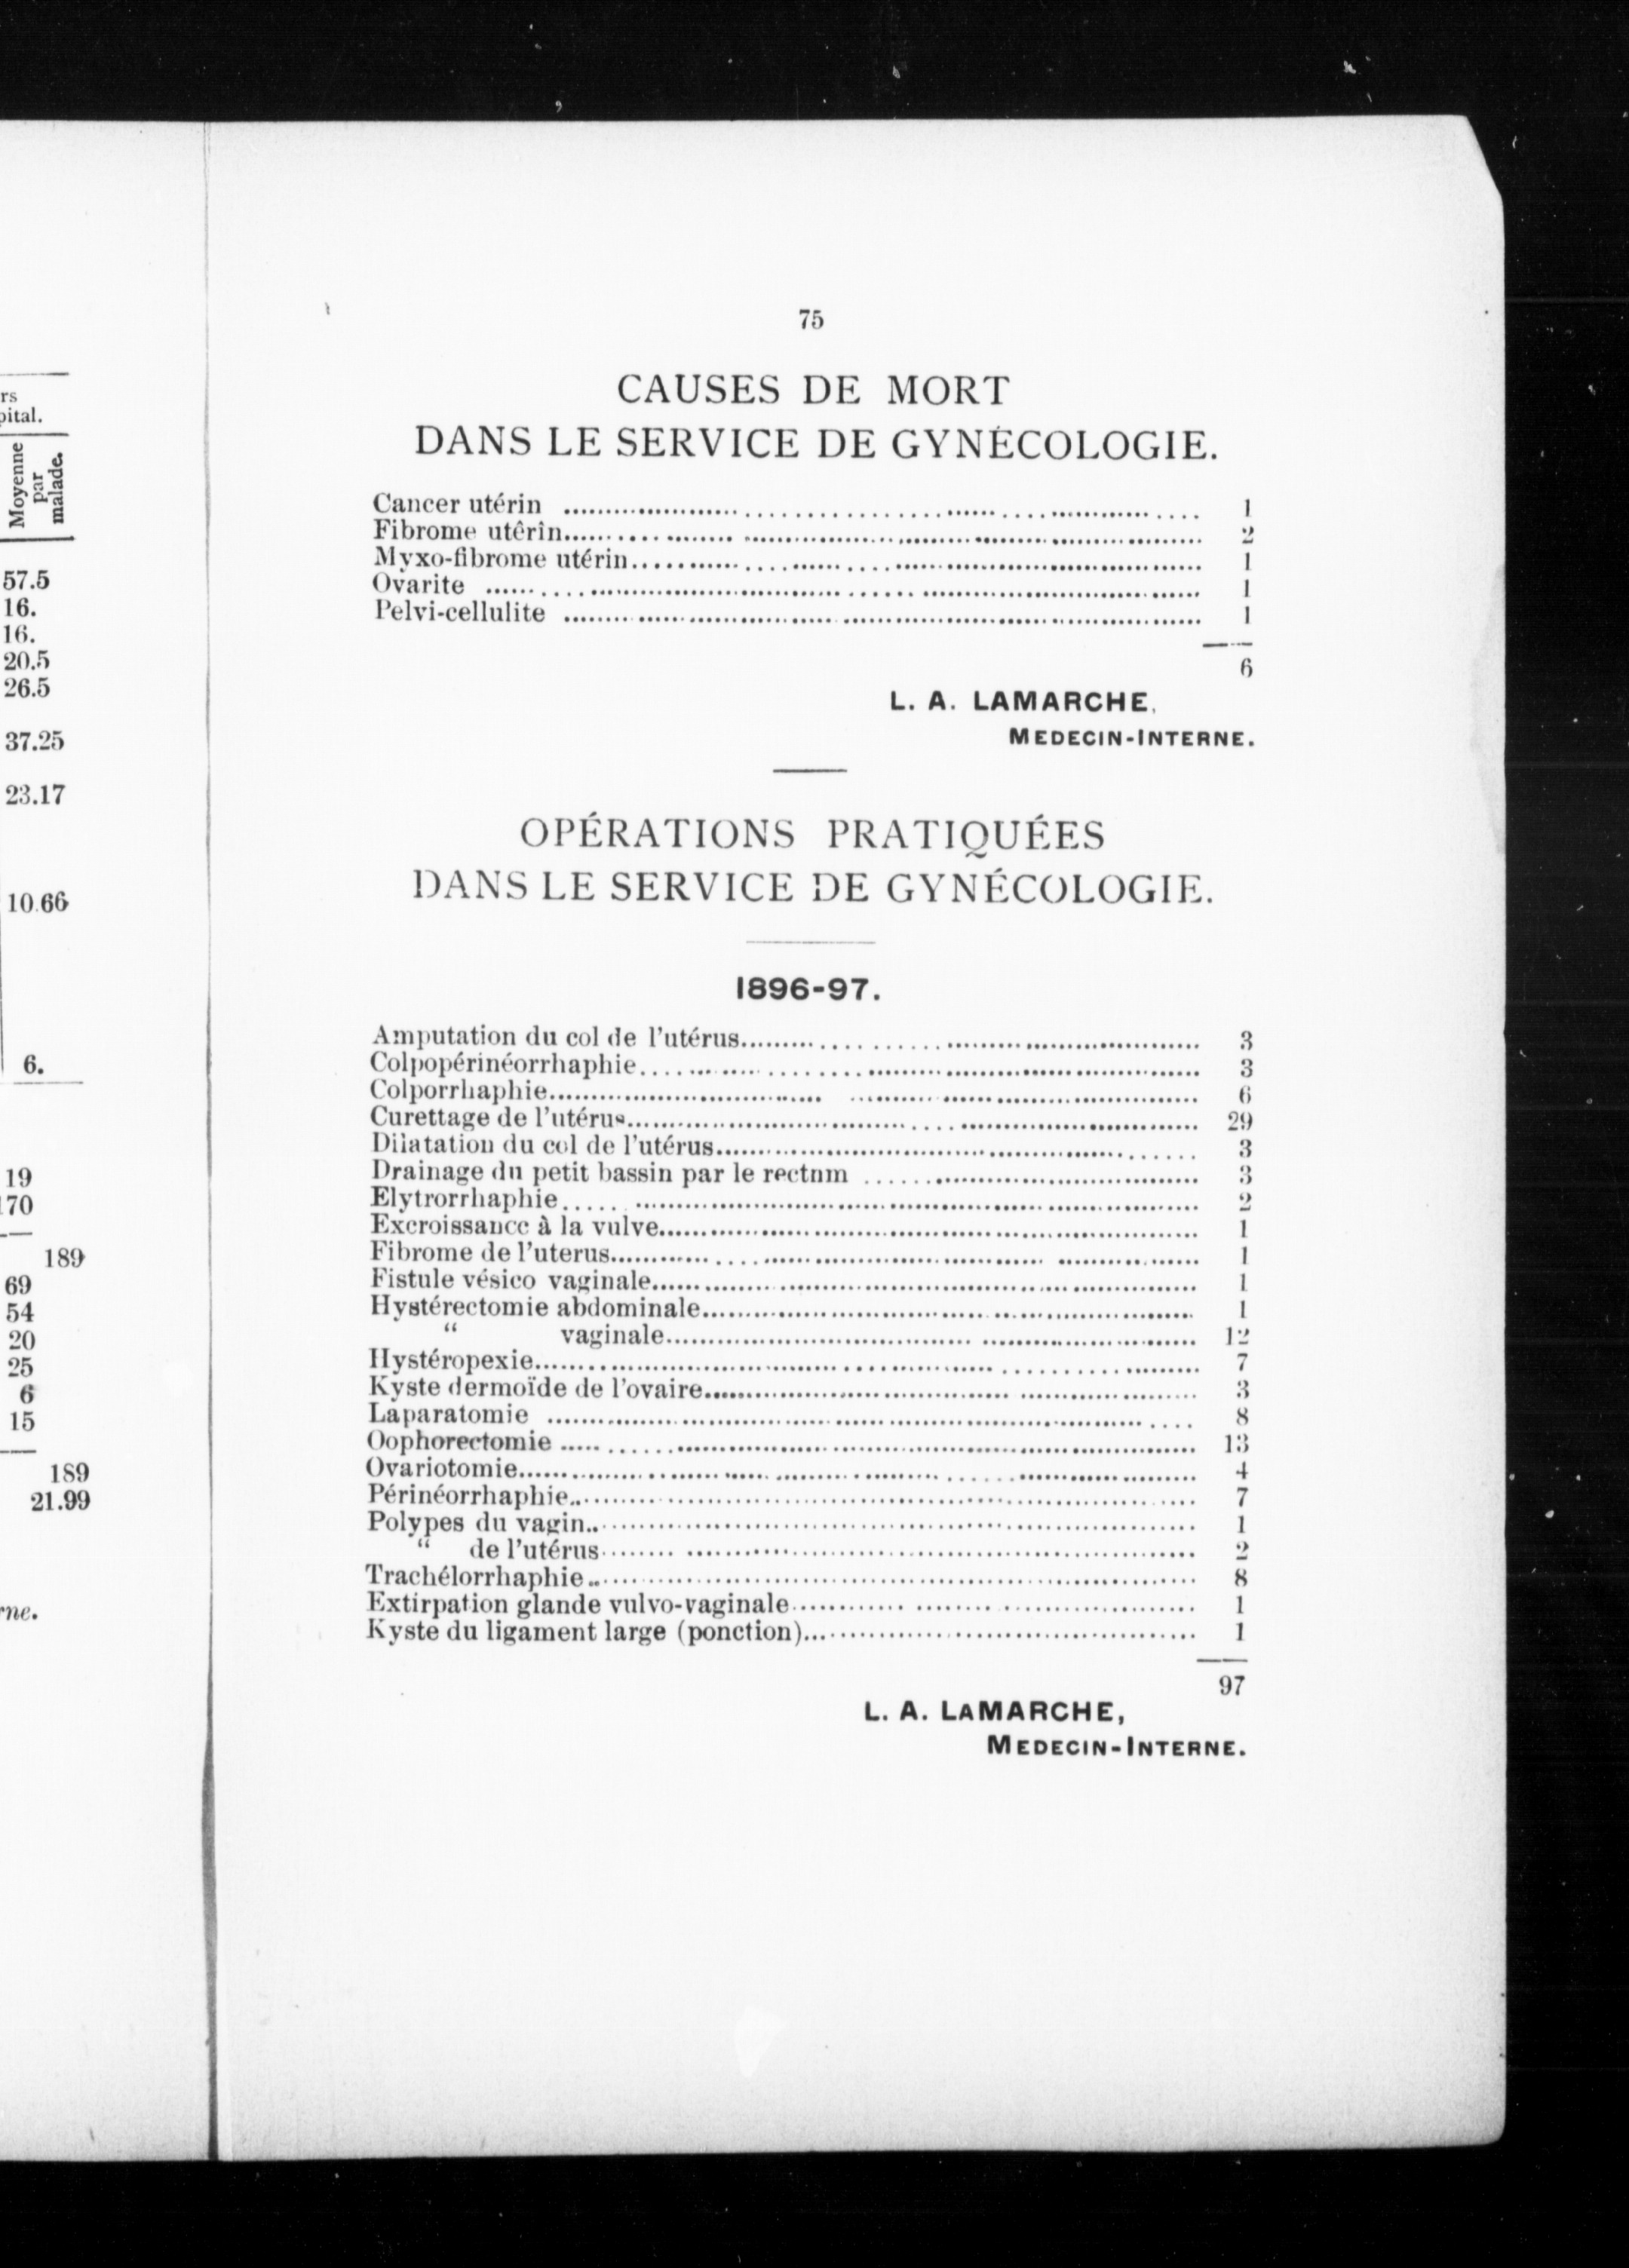 rs
pital.
Moyenne
par
malade.
57.5
16.
16.
20.5
26.5
37.25
23.17
10.66
6.
19
170
189
69
54
20
25
6
15
189
21.99
rne.
75
CAUSES DE MORT
DANS LE SERVICE DE GYNÉCOLOGIE.
Cancer utérin 1
Fibrome utêrin 2
Myxo-fibrome utérin 1
Ovarite 1
Pelvi-cellulite 1
6
L. A. LAMARCHE,
MEDECIN-INTERNE.
OPÉRATIONS PRATIQUÉES
DANS LE SERVICE DE GYNÉCOLOGIE.
1896-97.
Amputation du col de l'utérus 3
Colpopérinéorrhaphie 3
Colporrhaphie 6
Curettage de l'utérus 29
Dilatation du col de l'utérus 3
Drainage du petit bassin par le rectum 3
Elytrorrhaphie 2
Excroissance à la vulve 1
Fibrome de l'uterus 1
Fistule vésico vaginale 1
Hystérectomie abdominale 1
“ vaginale 12
Hystéropexie 7
Kyste dermoïde de l'ovaire 3
Laparatomie 8
Oophorectomie 13
Ovariotomie 4
Périnéorrhaphie 7
Polypes du vagin 1
“ de l'utérus 2
Trachélorrhaphie 8
Extirpation glande vulvo-vaginale 1
Kyste du ligament large (ponction) 1
97
L. A. LAMARCHE,
MEDECIN-INTERNE.